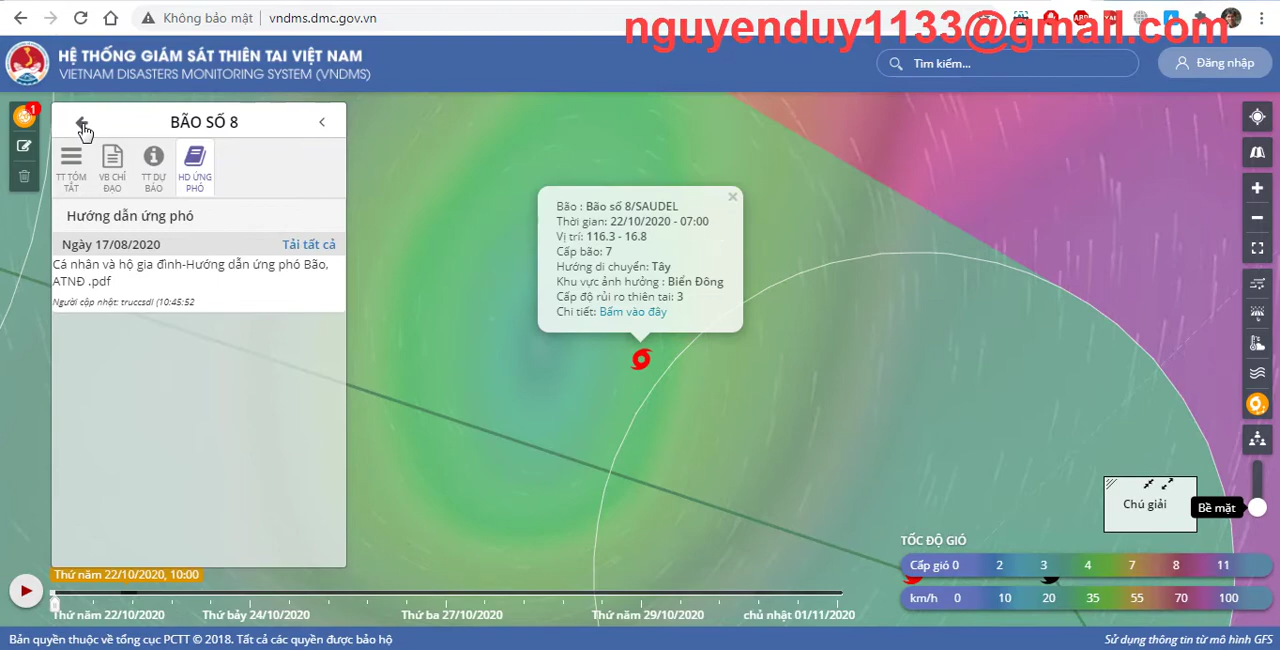 Không bảo mật
vndms.dmc.gov.vn
nguyenduy1133@gmail.com
HỆ THỐNG GIÁM SÁT THIÊN TAI VIỆT NAM
VIETNAM DISASTERS MONITORING SYSTEM (VNDMS)
Tìm kiếm...
Đăng nhập
1
BÃO SỐ 8
TT TÓM TẮT
VB CHỈ ĐẠO
TT DỰ BÁO
HD ỨNG PHÓ
Hướng dẫn ứng phó
Ngày 17/08/2020
Tải tất cả
Cá nhân và hộ gia đình-Hướng dẫn ứng phó Bão,
ATNĐ .pdf
Người cập nhật: truccsdl (10:45:52
Bão : Bão số 8/SAUDEL
Thời gian: 22/10/2020 - 07:00
Vị trí: 116.3 - 16.8
Cấp bão: 7
Hướng di chuyển: Tây
Khu vực ảnh hưởng : Biển Đông
Cấp độ rủi ro thiên tai: 3
Chi tiết: Bấm vào đây
Chú giải
Bề mặt
TỐC ĐỘ GIÓ
Cấp gió 0 2 3 4 7 8 11
km/h 0 10 20 35 55 70 100
Thứ năm 22/10/2020, 10:00
Thứ năm 22/10/2020 Thứ bảy 24/10/2020 Thứ ba 27/10/2020 Thứ năm 29/10/2020 chủ nhật 01/11/2020
Bản quyền thuộc về tổng cục PCTT © 2018. Tất cả các quyền được bảo hộ
Sử dụng thông tin từ mô hình GFS